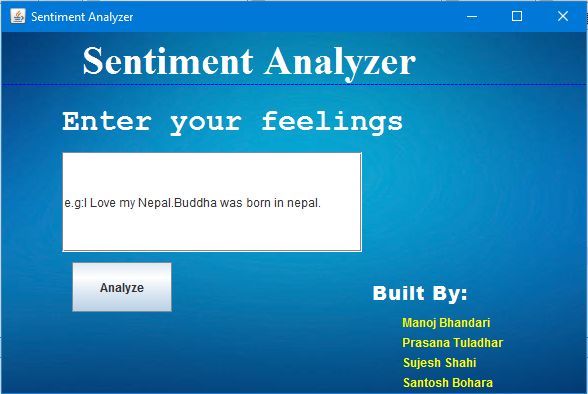 Sentiment Analyzer
Sentiment Analyzer
Enter your feelings
e.g:I Love my Nepal.Buddha was born in nepal.
Analyze
Built By:
Manoj Bhandari
Prasana Tuladhar
Sujesh Shahi
Santosh Bohara